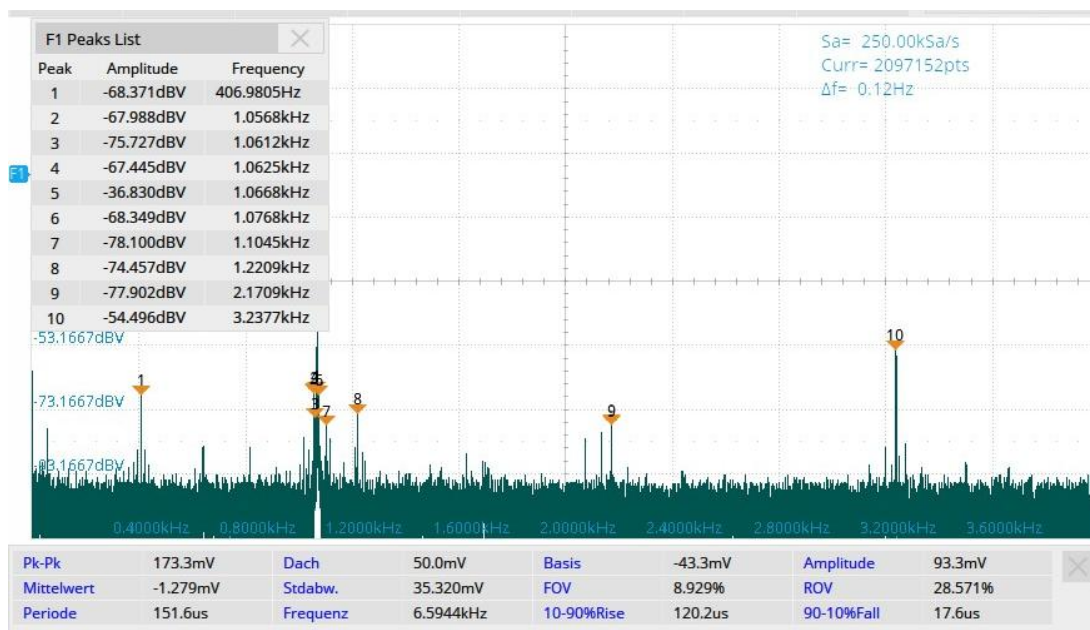 F1 Peaks List
Peak Amplitude Frequency
1 -68.371dBV 406.9805Hz
2 -67.988dBV 1.0568kHz
3 -75.727dBV 1.0612kHz
4 -67.445dBV 1.0625kHz
5 -36.830dBV 1.0668kHz
6 -68.349dBV 1.0768kHz
7 -78.100dBV 1.1045kHz
8 -74.457dBV 1.2209kHz
9 -77.902dBV 2.1709kHz
10 -54.496dBV 3.2377kHz
Sa= 250.00kSa/s
Curr= 2097152pts
Δf= 0.12Hz
F1
-53.1667dBV
10
1
8
7
9
-73.1667dBV
-93.1667dBV
0.4000kHz 0.8000kHz 1.2000kHz 1.6000kHz 2.0000kHz 2.4000kHz 2.8000kHz 3.2000kHz 3.6000kHz
Pk-Pk 173.3mV Dach 50.0mV Basis -43.3mV Amplitude 93.3mV
Mittelwert -1.279mV Stdabw. 35.320mV FOV 8.929% ROV 28.571%
Periode 151.6us Frequenz 6.5944kHz 10-90%Rise 120.2us 90-10%Fall 17.6us